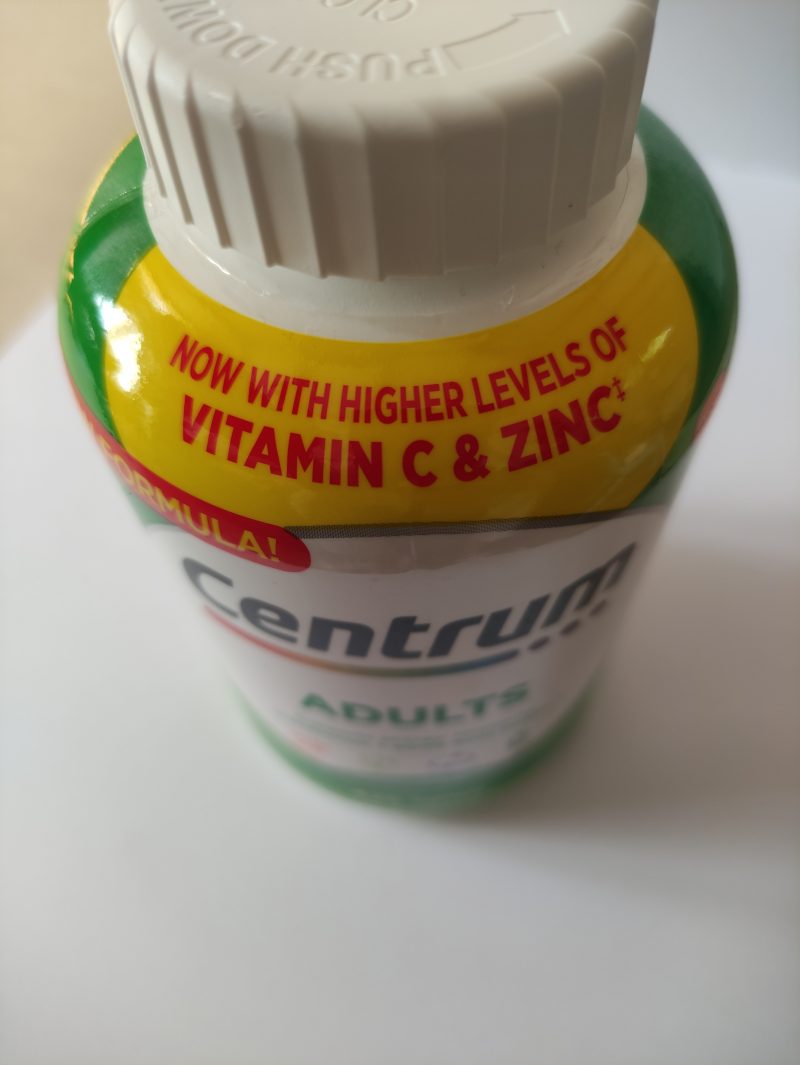 PUSH DOWN
NOW WITH HIGHER LEVELS OF
VITAMIN C & ZINC‡
FORMULA!
Centrum
ADULTS